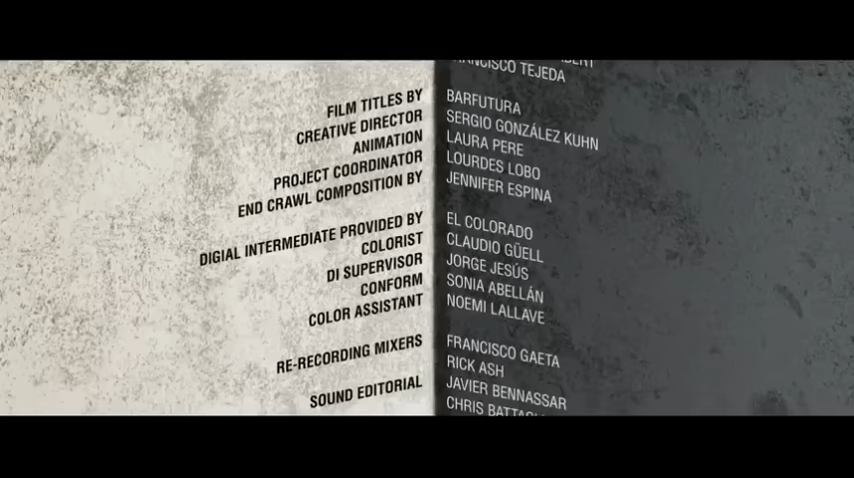 FRANCISCO TEJEDA
FILM TITLES BY BARFUTURA
CREATIVE DIRECTOR SERGIO GONZÁLEZ KUHN
ANIMATION LAURA PERE
PROJECT COORDINATOR LOURDES LOBO
END CRAWL COMPOSITION BY JENNIFER ESPINA
DIGIAL INTERMEDIATE PROVIDED BY EL COLORADO
COLORIST CLAUDIO GÜELL
DI SUPERVISOR JORGE JESÚS
CONFORM SONIA ABELLÁN
COLOR ASSISTANT NOEMI LALLAVE
RE-RECORDING MIXERS FRANCISCO GAETA
RICK ASH
SOUND EDITORIAL JAVIER BENNASSAR
CHRIS